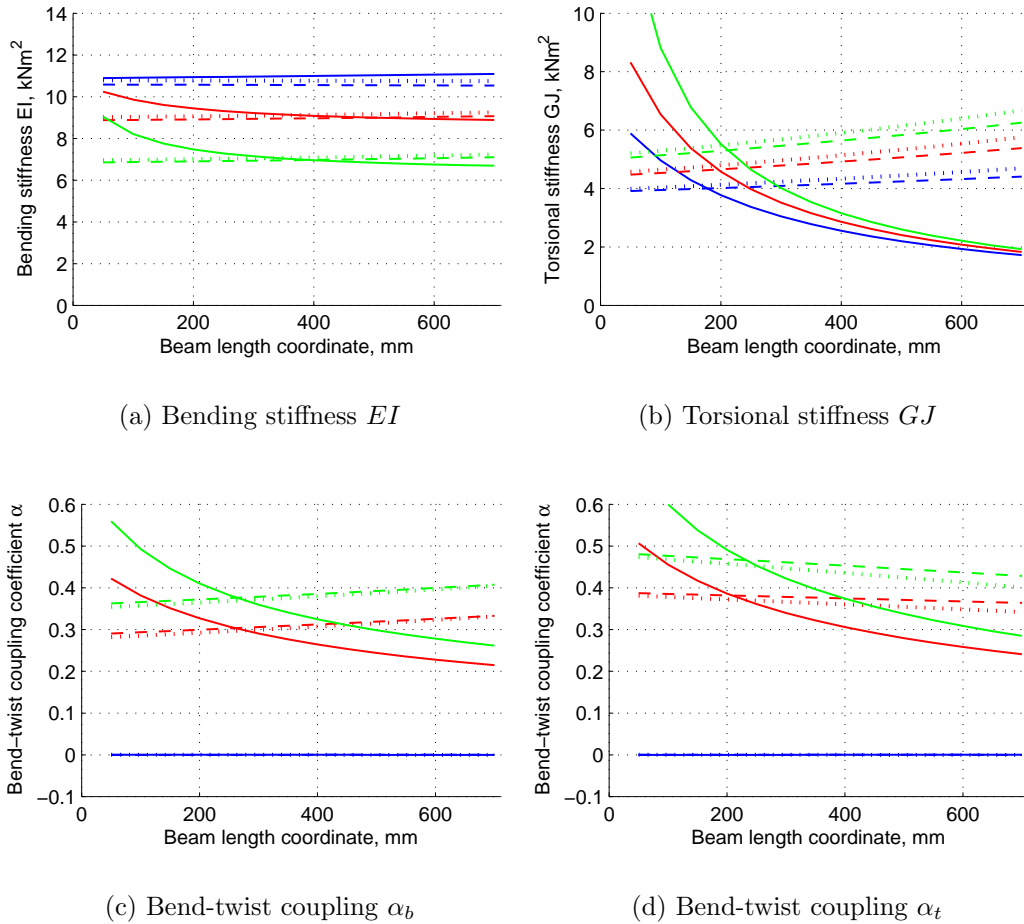 14
12
10
8
6
4
2
0
0 200 400 600
Bending stiffness EI, kNm²
Beam length coordinate, mm
(a) Bending stiffness EI
10
8
6
4
2
0
0 200 400 600
Torsional stiffness GJ, kNm²
Beam length coordinate, mm
(b) Torsional stiffness GJ
0.6
0.5
0.4
0.3
0.2
0.1
0
−0.1
0 200 400 600
Bend−twist coupling coefficient α
Beam length coordinate, mm
(c) Bend-twist coupling αb
0.6
0.5
0.4
0.3
0.2
0.1
0
−0.1
0 200 400 600
Bend−twist coupling coefficient α
Beam length coordinate, mm
(d) Bend-twist coupling αt